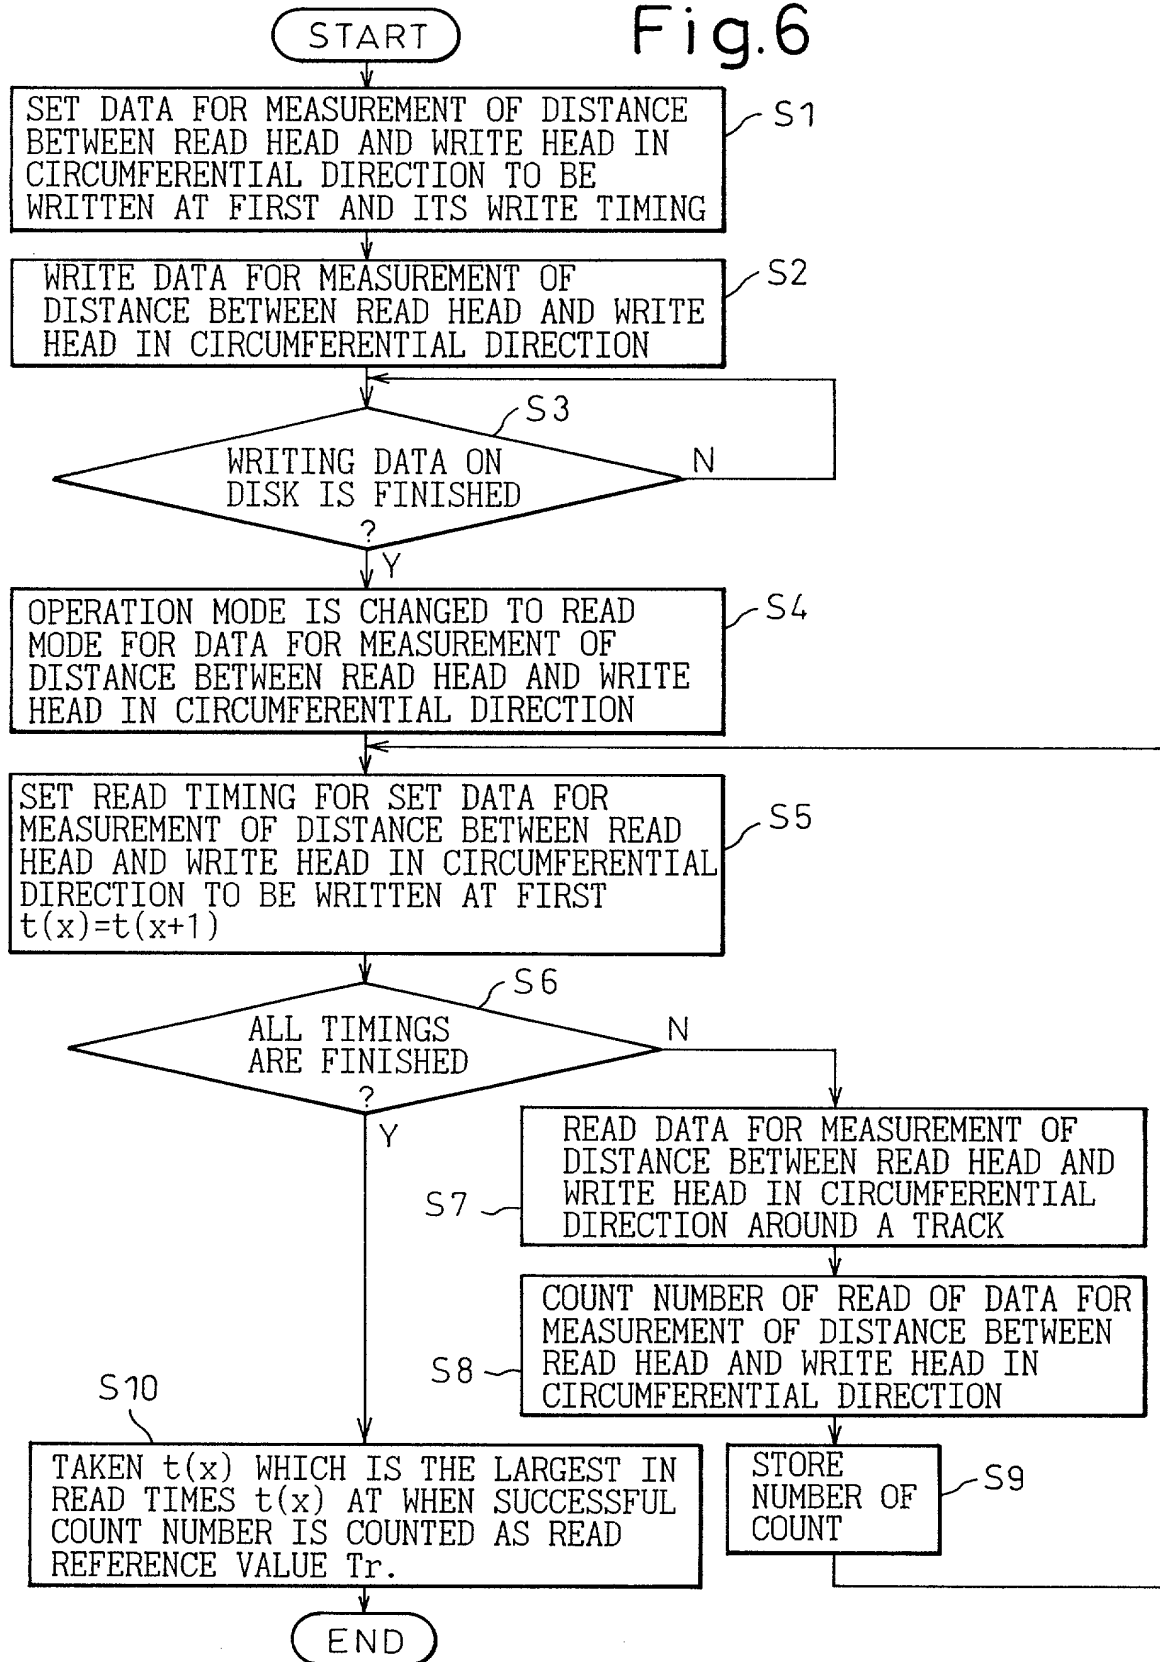 Fig.6
START
SET DATA FOR MEASUREMENT OF DISTANCE
BETWEEN READ HEAD AND WRITE HEAD IN
CIRCUMFERENTIAL DIRECTION TO BE
WRITTEN AT FIRST AND ITS WRITE TIMING
S1
WRITE DATA FOR MEASUREMENT OF
DISTANCE BETWEEN READ HEAD AND WRITE
HEAD IN CIRCUMFERENTIAL DIRECTION
S2
S3
WRITING DATA ON
DISK IS FINISHED
?
N
Y
OPERATION MODE IS CHANGED TO READ
MODE FOR DATA FOR MEASUREMENT OF
DISTANCE BETWEEN READ HEAD AND WRITE
HEAD IN CIRCUMFERENTIAL DIRECTION
S4
SET READ TIMING FOR SET DATA FOR
MEASUREMENT OF DISTANCE BETWEEN READ
HEAD AND WRITE HEAD IN CIRCUMFERENTIAL
DIRECTION TO BE WRITTEN AT FIRST
t(x)=t(x+1)
S5
S6
ALL TIMINGS
ARE FINISHED
?
N
Y
READ DATA FOR MEASUREMENT OF
DISTANCE BETWEEN READ HEAD AND
WRITE HEAD IN CIRCUMFERENTIAL
DIRECTION AROUND A TRACK
S7
COUNT NUMBER OF READ OF DATA FOR
MEASUREMENT OF DISTANCE BETWEEN
READ HEAD AND WRITE HEAD IN
CIRCUMFERENTIAL DIRECTION
S8
STORE
NUMBER OF
COUNT
S9
S10
TAKEN t(x) WHICH IS THE LARGEST IN
READ TIMES t(x) AT WHEN SUCCESSFUL
COUNT NUMBER IS COUNTED AS READ
REFERENCE VALUE Tr.
END